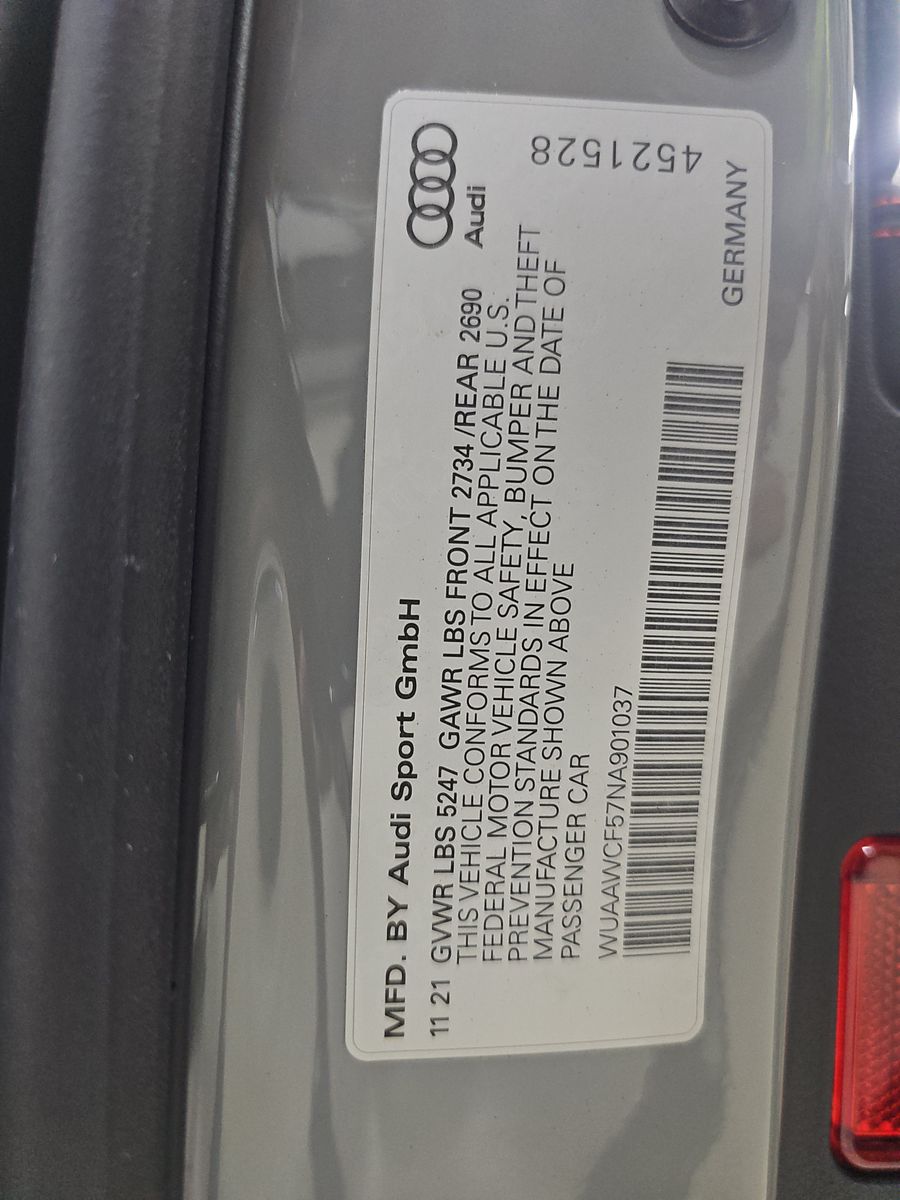 MFD. BY Audi Sport GmbH
Audi
11 21 GVWR LBS 5247 GAWR LBS FRONT 2734 /REAR 2690
THIS VEHICLE CONFORMS TO ALL APPLICABLE U.S.
FEDERAL MOTOR VEHICLE SAFETY, BUMPER AND THEFT
PREVENTION STANDARDS IN EFFECT ON THE DATE OF
MANUFACTURE SHOWN ABOVE
PASSENGER CAR
4521528
WUAAWCF57NA901037
GERMANY